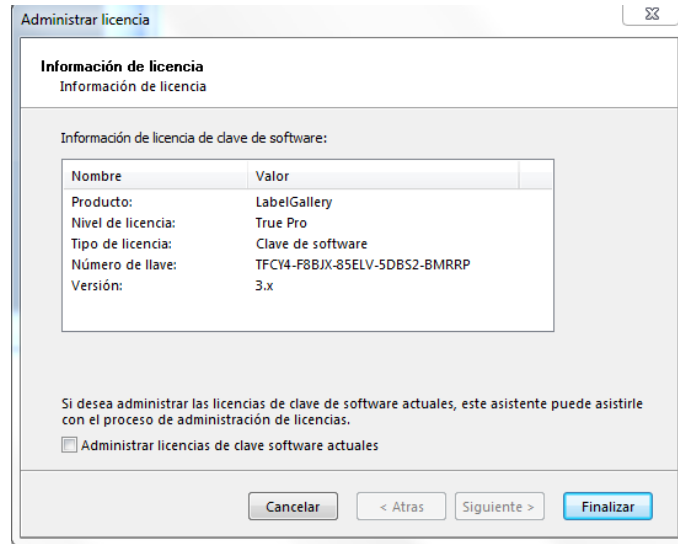 Administrar licencia
Información de licencia
Información de licencia
Información de licencia de clave de software:
Nombre Valor
Producto: LabelGallery
Nivel de licencia: True Pro
Tipo de licencia: Clave de software
Número de llave: TFCY4-F8BJX-85ELV-5DBS2-BMRRP
Versión: 3.x
Si desea administrar las licencias de clave de software actuales, este asistente puede asistirle
con el proceso de administración de licencias.
Administrar licencias de clave software actuales
Cancelar < Atras Siguiente > Finalizar